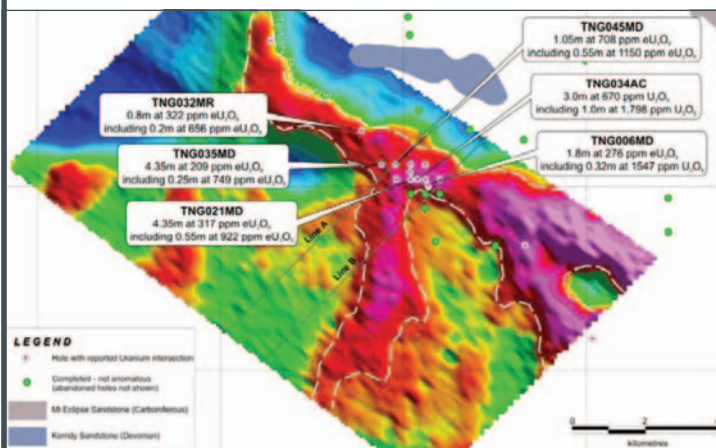 TNG045MD
1.05m at 708 ppm eU₃O₈
including 0.55m at 1150 ppm eU₃O₈
TNG032MR
0.8m at 322 ppm eU₃O₈
including 0.2m at 656 ppm eU₃O₈
TNG034AC
3.0m at 670 ppm U₃O₈
including 1.0m at 1.798 ppm U₃O₈
TNG035MD
4.35m at 209 ppm eU₃O₈
including 0.25m at 749 ppm eU₃O₈
TNG006MD
1.8m at 276 ppm eU₃O₈
including 0.32m at 1547 ppm U₃O₈
TNG021MD
4.35m at 317 ppm eU₃O₈
including 0.55m at 922 ppm eU₃O₈
Line A
Line B
LEGEND
Hole with reported Uranium intersection
Completed - not anomalous
(abandoned holes not shown)
Mt Eclipse Sandstone (Carboniferous)
Kerridy Sandstone (Devonian)
0 2
kilometres